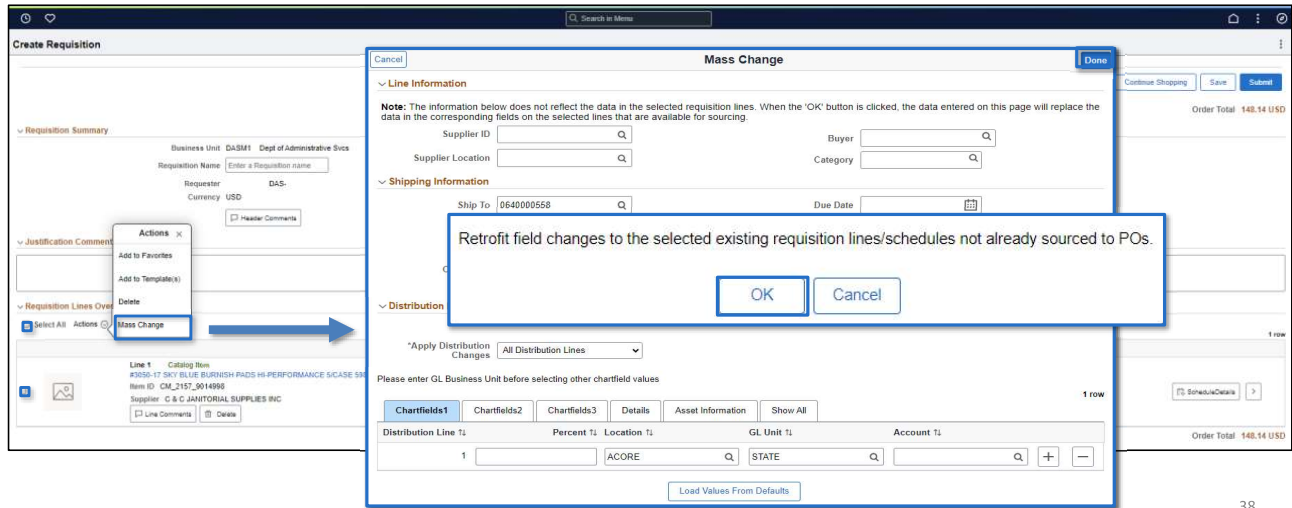 Search in Menu
Create Requisition
Continue Shopping
Save
Submit
Order Total 148.14 USD
Requisition Summary
Business Unit DASM1 Dept of Administrative Svcs
Requisition Name Enter a Requisition name
Requester DAS-
Currency USD
Header Comments
Justification Comment
Actions ×
Add to Favorites
Add to Template(s)
Delete
Mass Change
Requisition Lines Over
Select All Actions
1 row
Line 1 Catalog Item
#3050-17 SKY BLUE BURNISH PADS HI-PERFORMANCE 5/CASE
Item ID CM_2157_9014998
Supplier C & C JANITORIAL SUPPLIES INC
Line Comments
Delete
ScheduleDetails
Order Total 148.14 USD
Cancel
Mass Change
Done
Line Information
Note: The information below does not reflect the data in the selected requisition lines. When the 'OK' button is clicked, the data entered on this page will replace the
data in the corresponding fields on the selected lines that are available for sourcing.
Supplier ID
Buyer
Supplier Location
Category
Shipping Information
Ship To 0640000558
Due Date
Retrofit field changes to the selected existing requisition lines/schedules not already sourced to POs.
OK
Cancel
Distribution
*Apply Distribution
Changes
All Distribution Lines
Please enter GL Business Unit before selecting other chartfield values
1 row
Chartfields1
Chartfields2
Chartfields3
Details
Asset Information
Show All
Distribution Line
Percent
Location
GL Unit
Account
1
ACORE
STATE
+
−
Load Values From Defaults
38